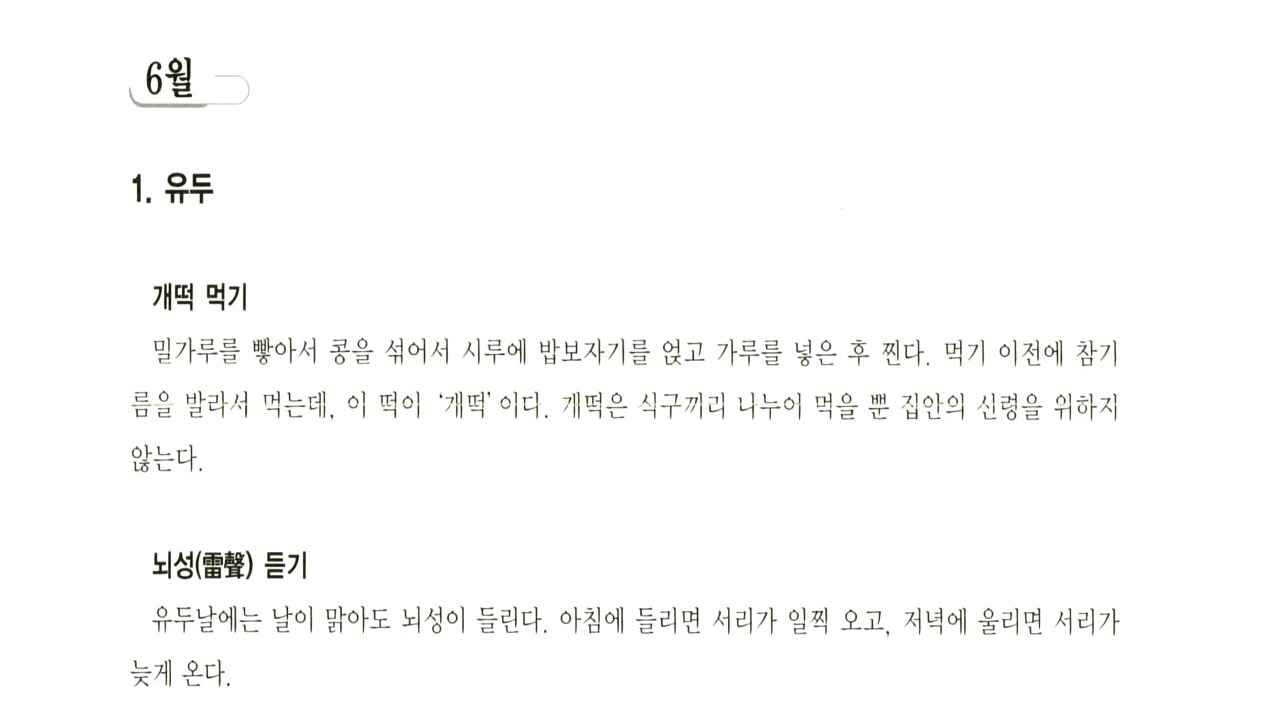 6월
1. 유두
개떡 먹기
밀가루를 빻아서 콩을 섞어서 시루에 밥보자기를 얹고 가루를 넣은 후 찐다. 먹기 이전에 참기
름을 발라서 먹는데, 이 떡이 ‘개떡’이다. 개떡은 식구끼리 나누어 먹을 뿐 집안의 신령을 위하지
않는다.
뇌성(雷聲) 듣기
유두날에는 날이 맑아도 뇌성이 들린다. 아침에 들리면 서리가 일찍 오고, 저녁에 울리면 서리가
늦게 온다.